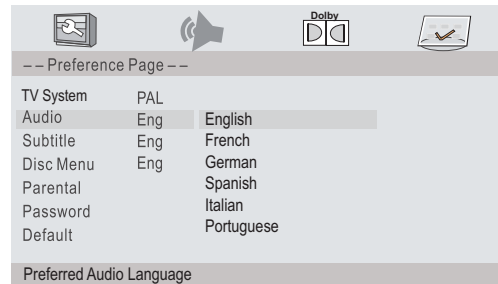 Dolby
-- Preference Page --
TV System PAL
Audio Eng English
Subtitle Eng French
Disc Menu Eng German
Parental Spanish
Password Italian
Default Portuguese
Preferred Audio Language